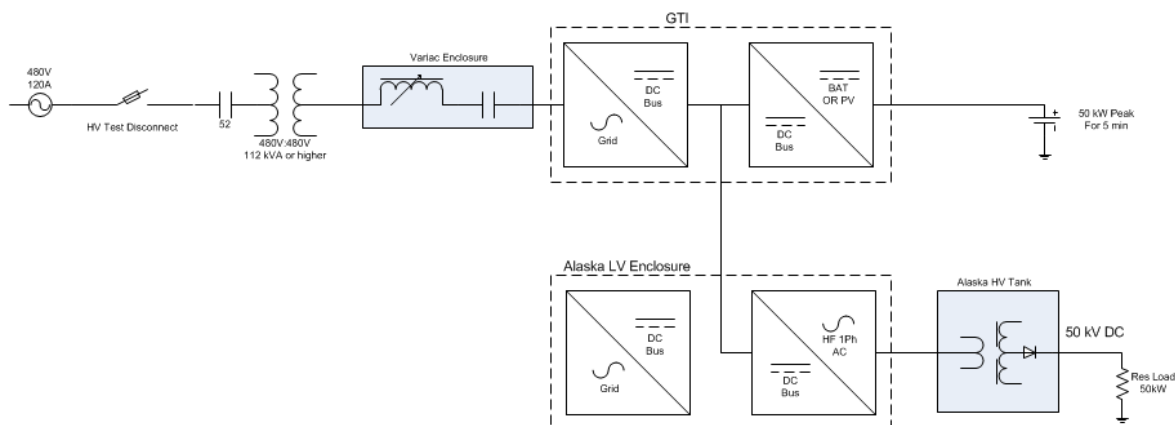 GTI
Variac Enclosure
480V
120A
HV Test Disconnect
52
480V:480V
112 kVA or higher
DC
Bus
Grid
BAT
OR PV
DC
Bus
50 kW Peak
For 5 min
Alaska LV Enclosure
DC
Bus
Grid
HF 1Ph
AC
DC
Bus
Alaska HV Tank
50 kV DC
Res Load
50kW